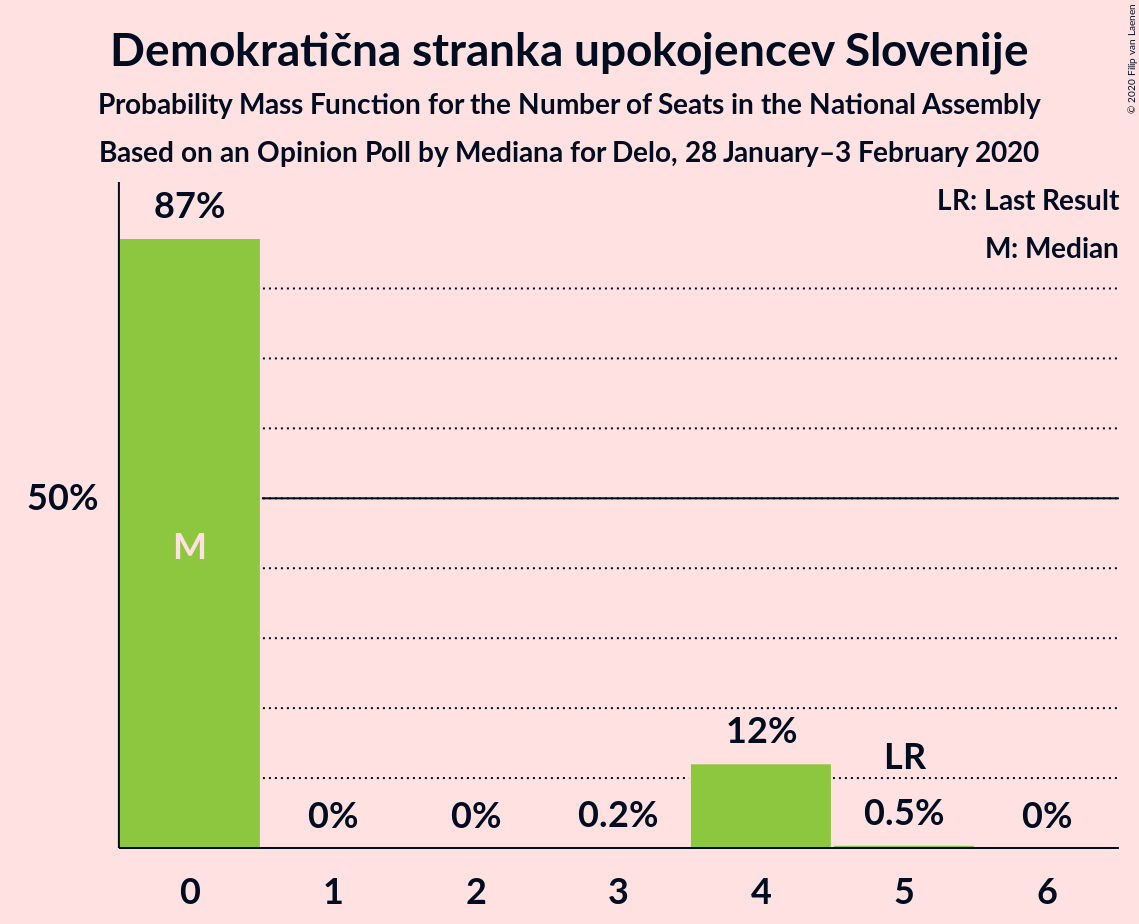 Demokratična stranka upokojencev Slovenije
Probability Mass Function for the Number of Seats in the National Assembly
Based on an Opinion Poll by Mediana for Delo, 28 January–3 February 2020
© 2020 Filip van Laenen
LR: Last Result
M: Median
87%
50%
M
12%
LR
0% 0% 0.2% 0.5% 0%
0 1 2 3 4 5 6